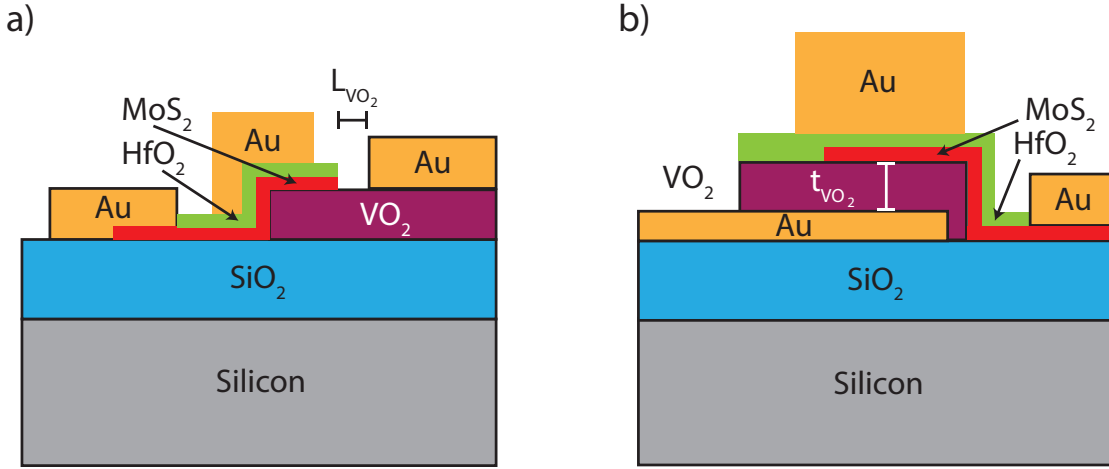 a)
L_VO₂
MoS₂
HfO₂
Au
Au
Au
VO₂
SiO₂
Silicon
b)
Au
MoS₂
HfO₂
VO₂
t_VO₂
Au
Au
SiO₂
Silicon